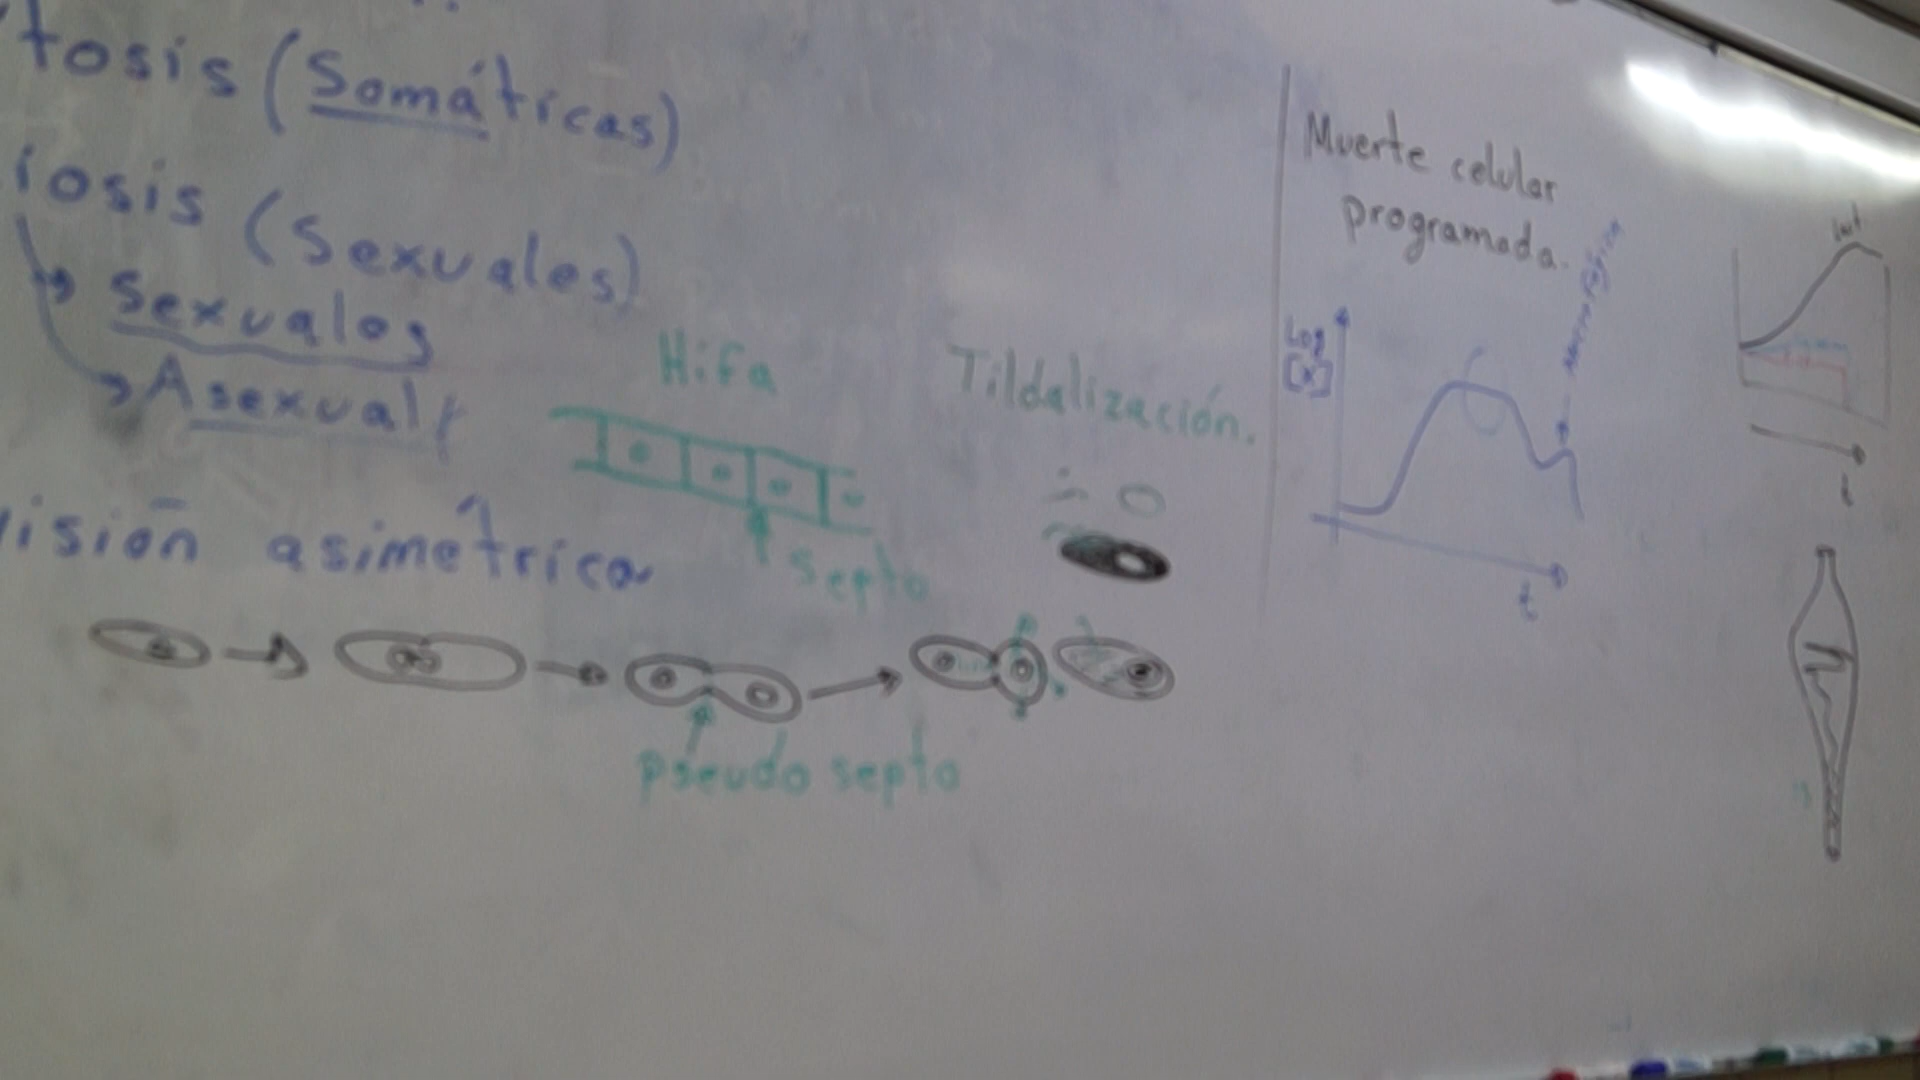 tosis (Somáticas)
iosis (Sexuales)
Sexuales
Asexual
isión asimétrica
Hifa
septo
pseudo septo
Tildalización.
Muerte celular
programada.
Log
[x]
t
t